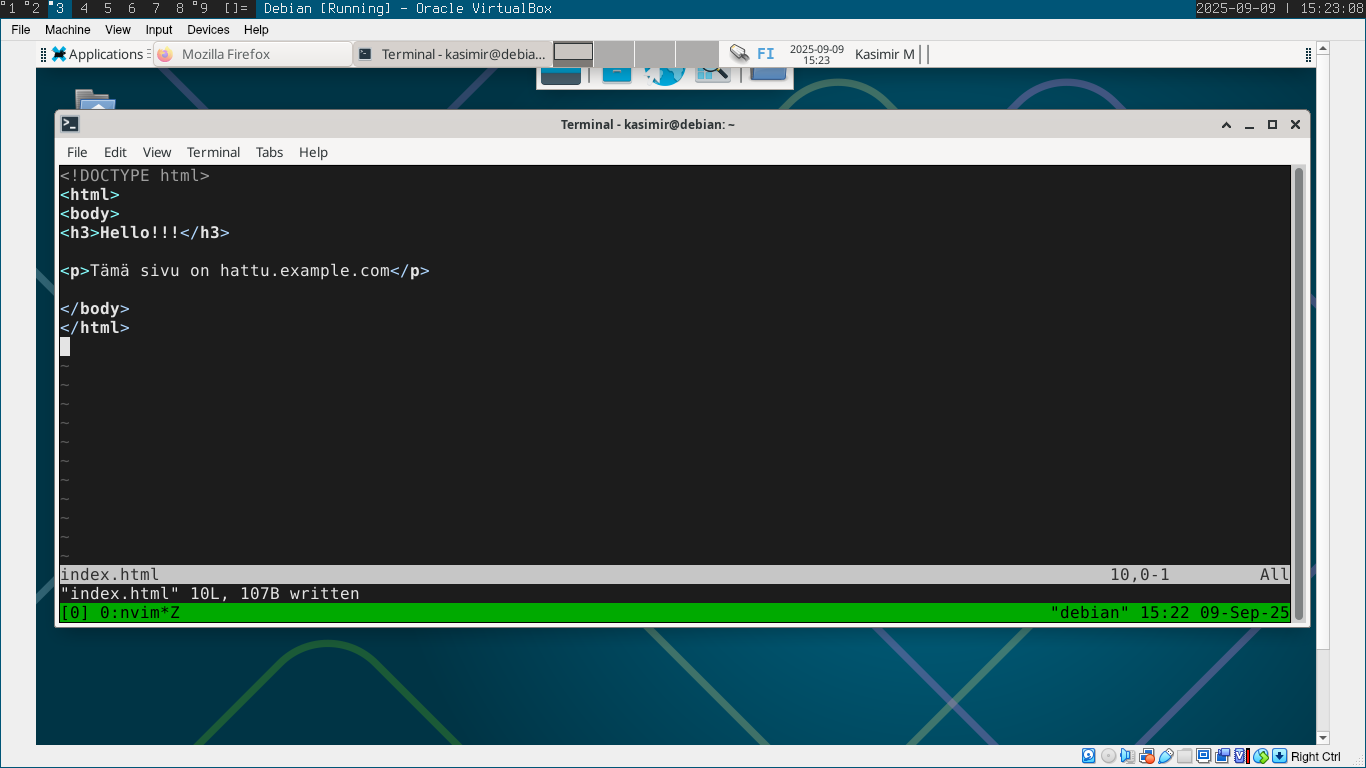 1 2 3 4 5 6 7 8 9 []= Debian [Running] - Oracle VirtualBox 2025-09-09 | 15:23:08
File Machine View Input Devices Help
Applications Mozilla Firefox Terminal - kasimir@debia... FI 2025-09-09 Kasimir M
15:23
Terminal - kasimir@debian: ~
File Edit View Terminal Tabs Help
<!DOCTYPE html>
<html>
<body>
<h3>Hello!!!</h3>
<p>Tämä sivu on hattu.example.com</p>
</body>
</html>
~
~
~
~
~
~
~
~
~
~
~
index.html 10,0-1 All
"index.html" 10L, 107B written
[0] 0:nvim*Z "debian" 15:22 09-Sep-25
Right Ctrl